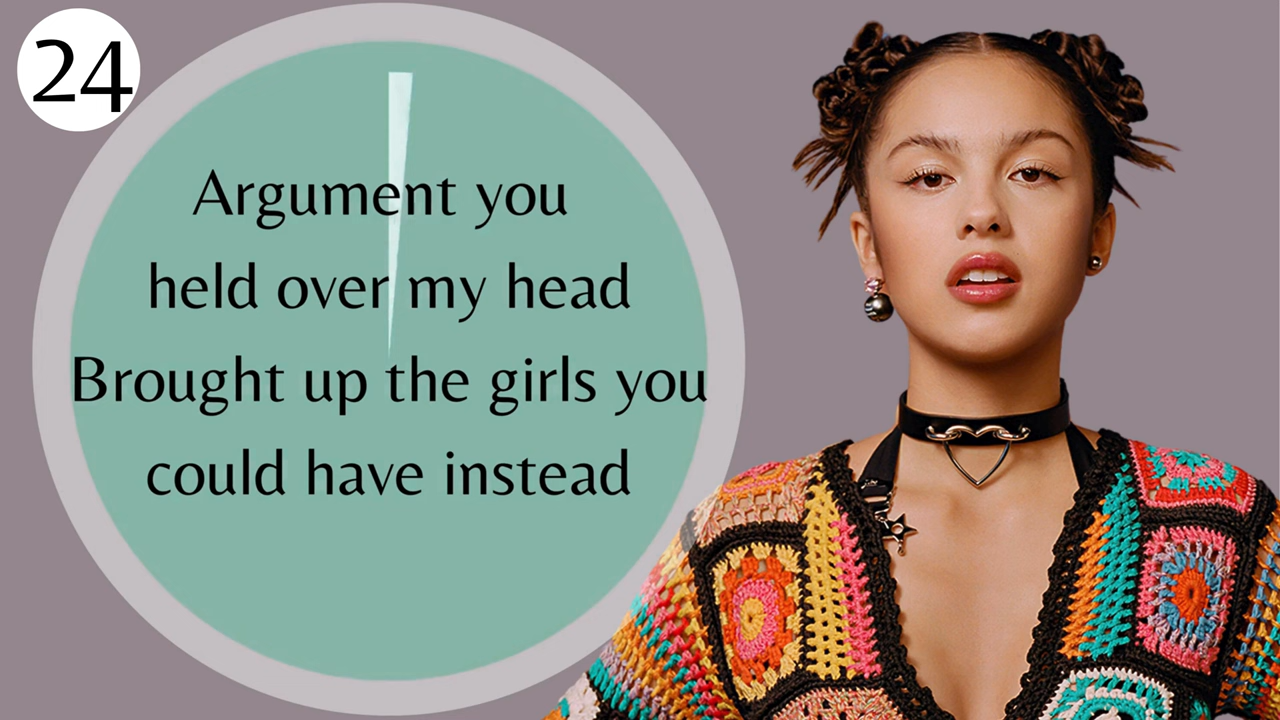 24
Argument you
held over my head
Brought up the girls you
could have instead